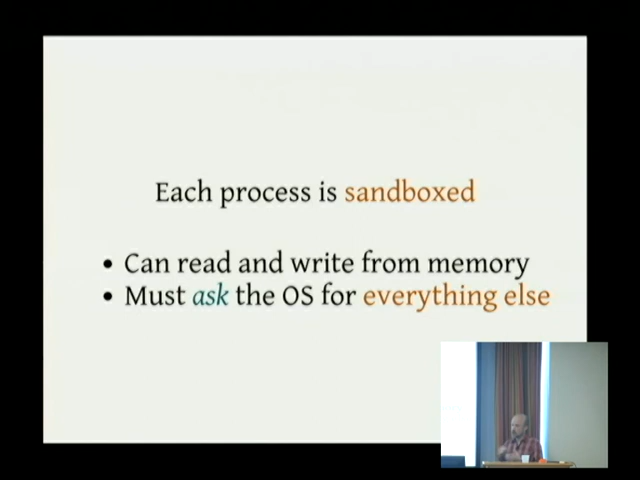 Each process is sandboxed
• Can read and write from memory
• Must ask the OS for everything else